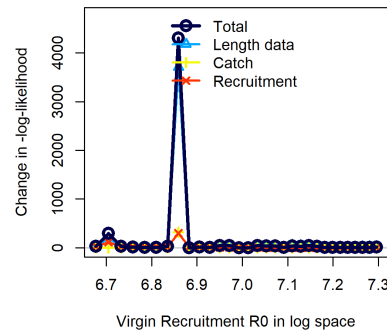 Total
Length data
Catch
Recruitment
Change in -log-likelihood
0
1000
2000
3000
4000
6.7
6.8
6.9
7.0
7.1
7.2
7.3
Virgin Recruitment R0 in log space